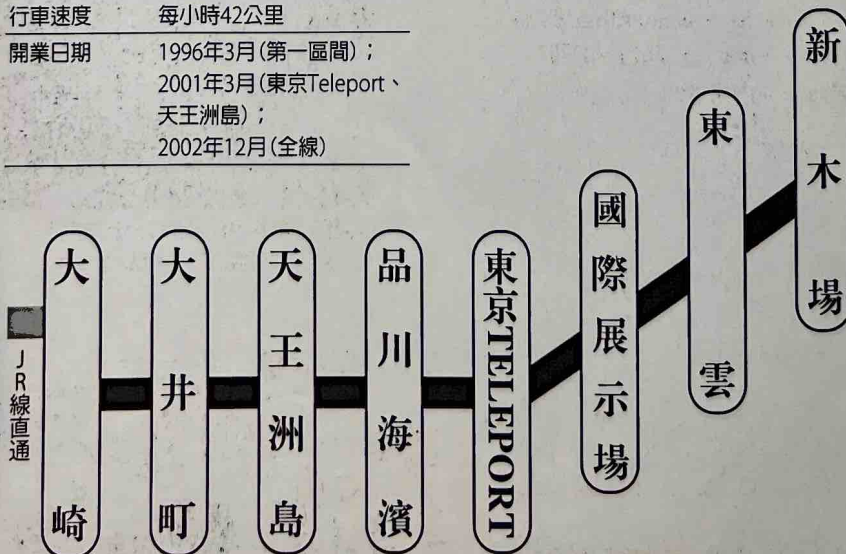 行車速度 每小時42公里
開業日期 1996年3月(第一區間)；
2001年3月(東京Teleport、
天王洲島)；
2002年12月(全線)
JR線直通
大崎
大井町
天王洲島
品川海濱
東京TELEPORT
國際展示場
東雲
新木場